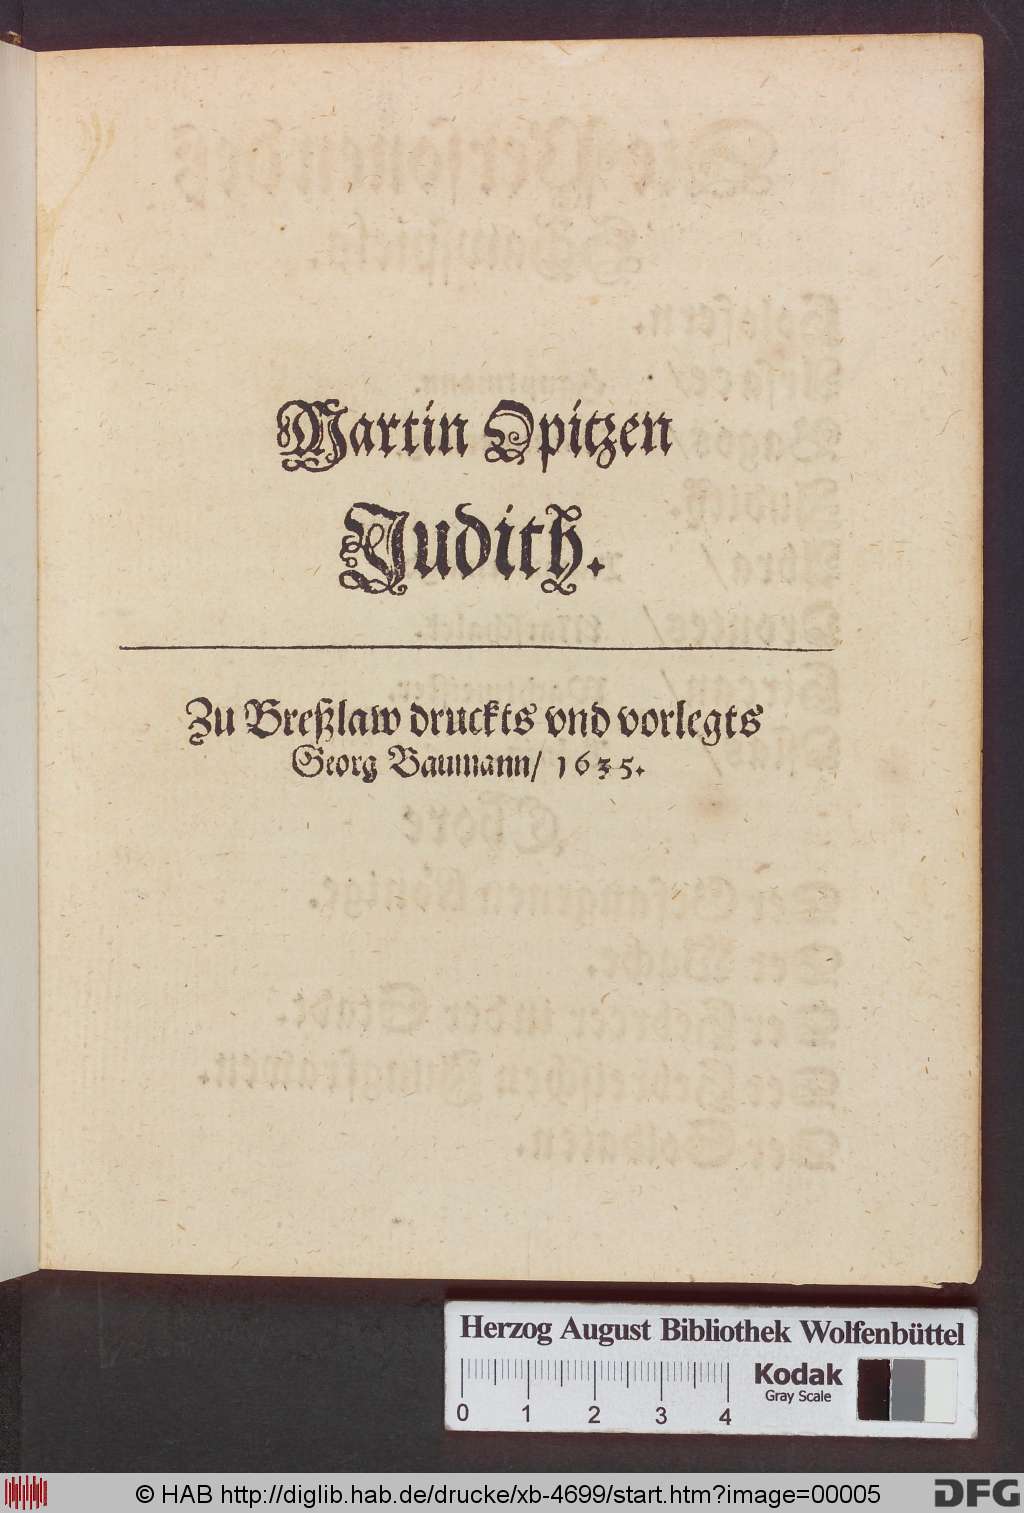 Martin Opitzen
Judith.
Zu Breßlaw druckts vnd vorlegts
Georg Baumann/ 1635.
Herzog August Bibliothek Wolfenbüttel
Kodak
Gray Scale
0 1 2 3 4
© HAB http://diglib.hab.de/drucke/xb-4699/start.htm?image=00005
DFG